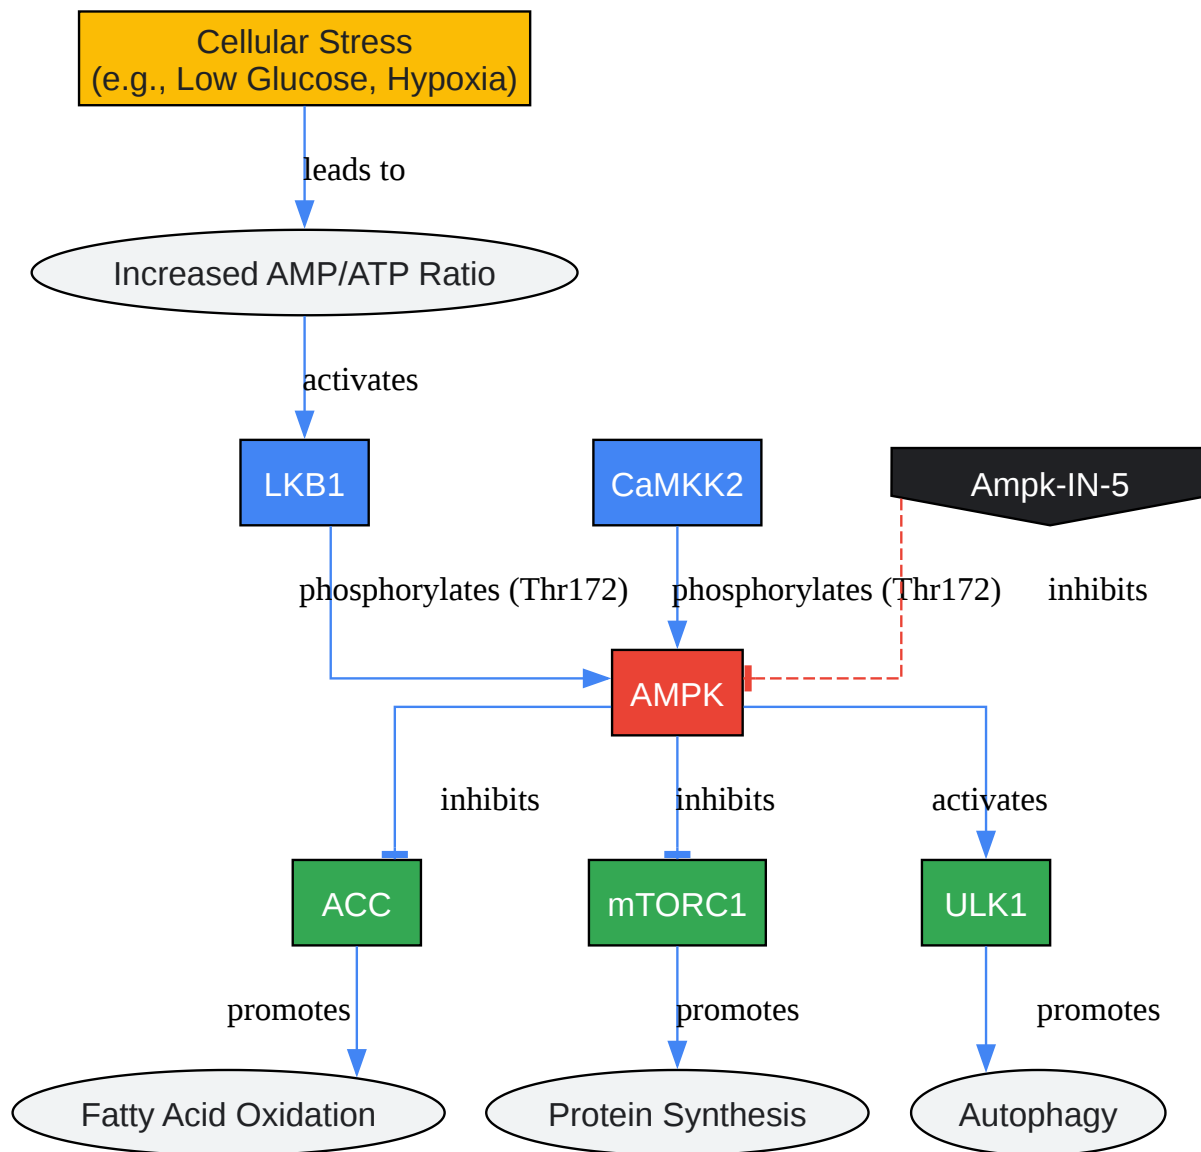 Cellular Stress
(e.g., Low Glucose, Hypoxia)
leads to
Increased AMP/ATP Ratio
activates
LKB1
CaMKK2
Ampk-IN-5
phosphorylates (Thr172)
phosphorylates (Thr172)
inhibits
AMPK
inhibits
inhibits
activates
ACC
mTORC1
ULK1
promotes
promotes
promotes
Fatty Acid Oxidation
Protein Synthesis
Autophagy